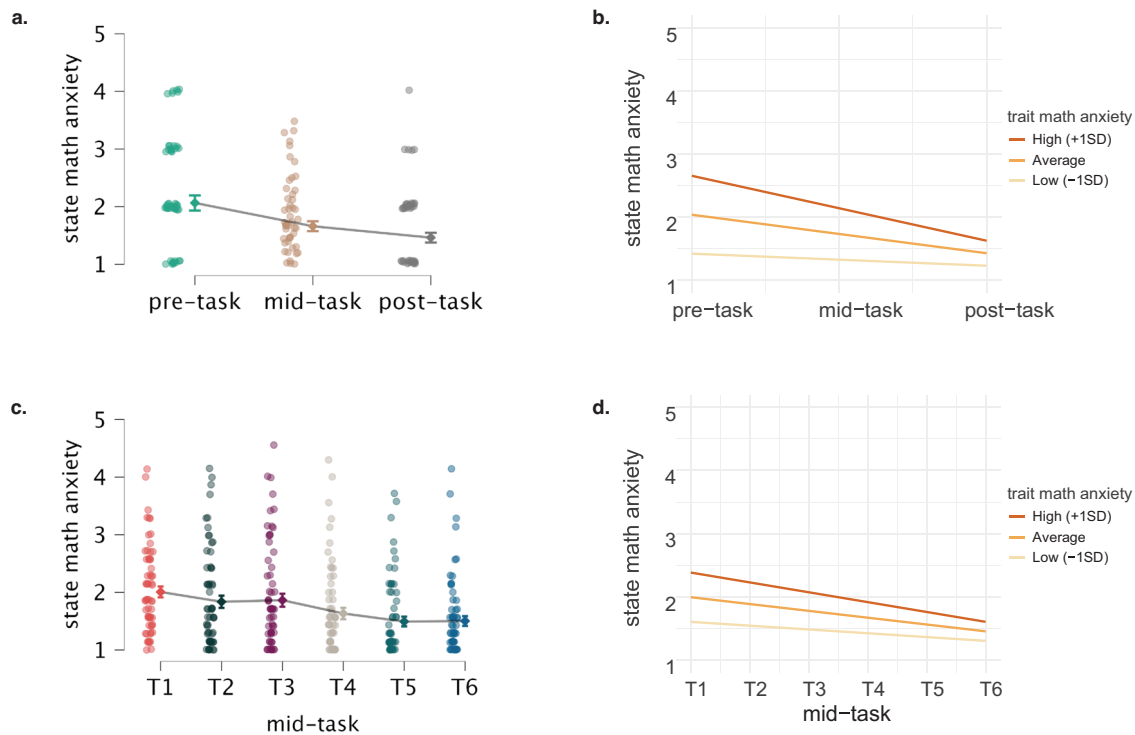 a.
state math anxiety
5
4
3
2
1
pre−task mid−task post−task
b.
state math anxiety
5
4
3
2
1
pre−task mid−task post−task
trait math anxiety
High (+1SD)
Average
Low (−1SD)
c.
state math anxiety
5
4
3
2
1
T1 T2 T3 T4 T5 T6
mid−task
d.
state math anxiety
5
4
3
2
1
T1 T2 T3 T4 T5 T6
mid−task
trait math anxiety
High (+1SD)
Average
Low (−1SD)